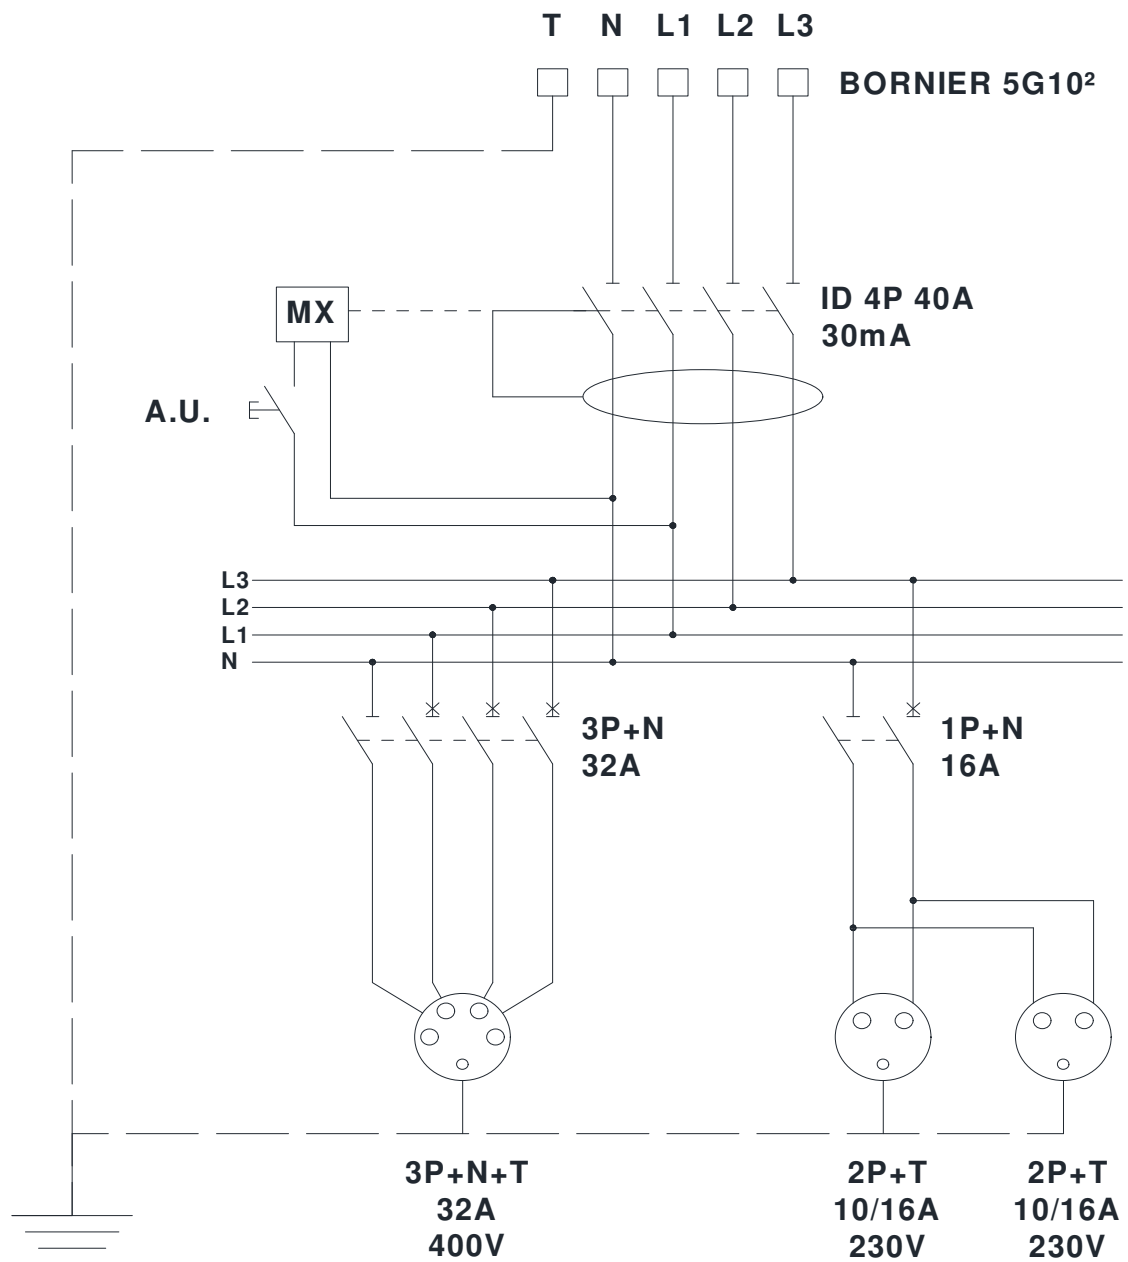 T N L1 L2 L3
BORNIER 5G10²
MX
ID 4P 40A
30mA
A.U.
L3
L2
L1
N
3P+N
32A
1P+N
16A
3P+N+T
32A
400V
2P+T
10/16A
230V
2P+T
10/16A
230V